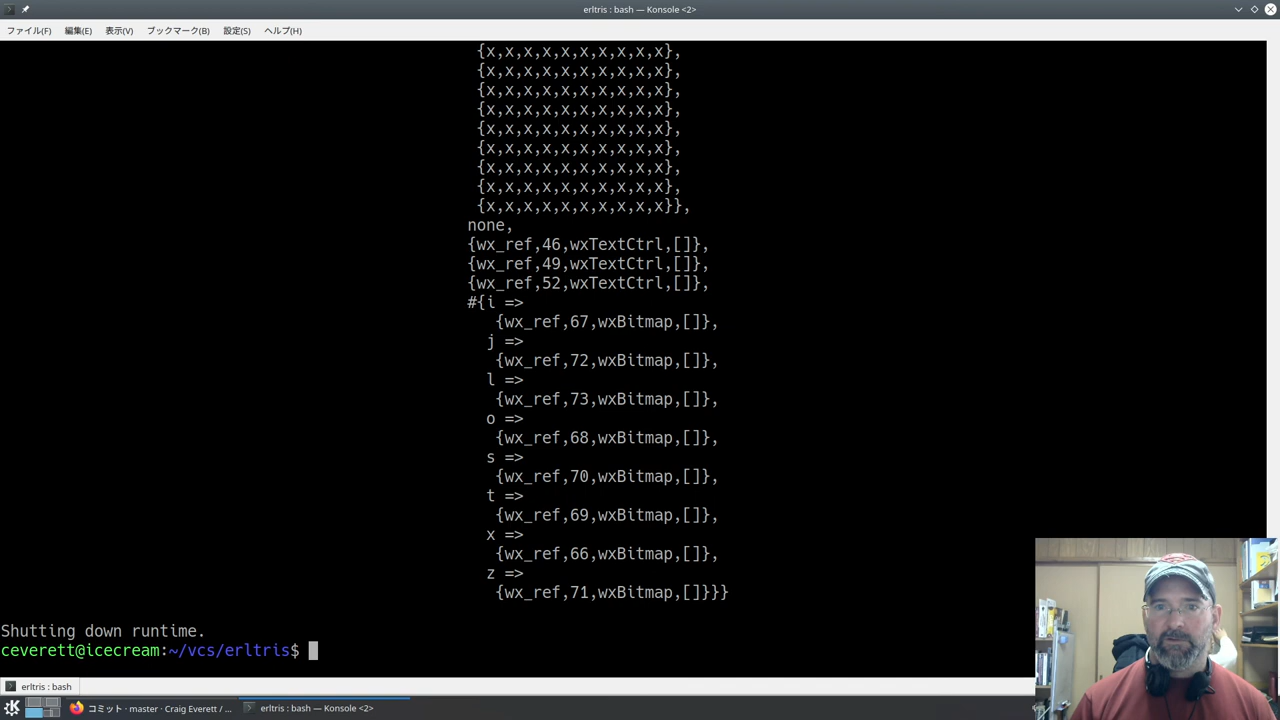 erltris : bash — Konsole <2>
ファイル(F) 編集(E) 表示(V) ブックマーク(B) 設定(S) ヘルプ(H)
{x,x,x,x,x,x,x,x,x,x},
{x,x,x,x,x,x,x,x,x,x},
{x,x,x,x,x,x,x,x,x,x},
{x,x,x,x,x,x,x,x,x,x},
{x,x,x,x,x,x,x,x,x,x},
{x,x,x,x,x,x,x,x,x,x},
{x,x,x,x,x,x,x,x,x,x},
{x,x,x,x,x,x,x,x,x,x},
{x,x,x,x,x,x,x,x,x,x}},
none,
{wx_ref,46,wxTextCtrl,[]},
{wx_ref,49,wxTextCtrl,[]},
{wx_ref,52,wxTextCtrl,[]},
#{i =>
{wx_ref,67,wxBitmap,[]},
j =>
{wx_ref,72,wxBitmap,[]},
l =>
{wx_ref,73,wxBitmap,[]},
o =>
{wx_ref,68,wxBitmap,[]},
s =>
{wx_ref,70,wxBitmap,[]},
t =>
{wx_ref,69,wxBitmap,[]},
x =>
{wx_ref,66,wxBitmap,[]},
z =>
{wx_ref,71,wxBitmap,[]}}}
Shutting down runtime.
ceverett@icecream:~/vcs/erltris$
erltris : bash
コミット · master · Craig Everett / ... erltris : bash — Konsole <2>